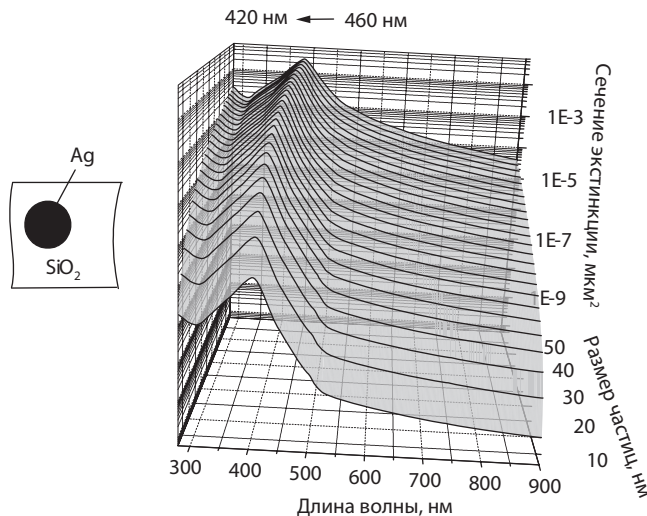 420 нм ← 460 нм
Ag
SiO₂
Сечение экстинкции, мкм²
1E-3
1E-5
1E-7
E-9
50
40
30
20
10
Размер частиц, нм
300 400 500 600 700 800 900
Длина волны, нм